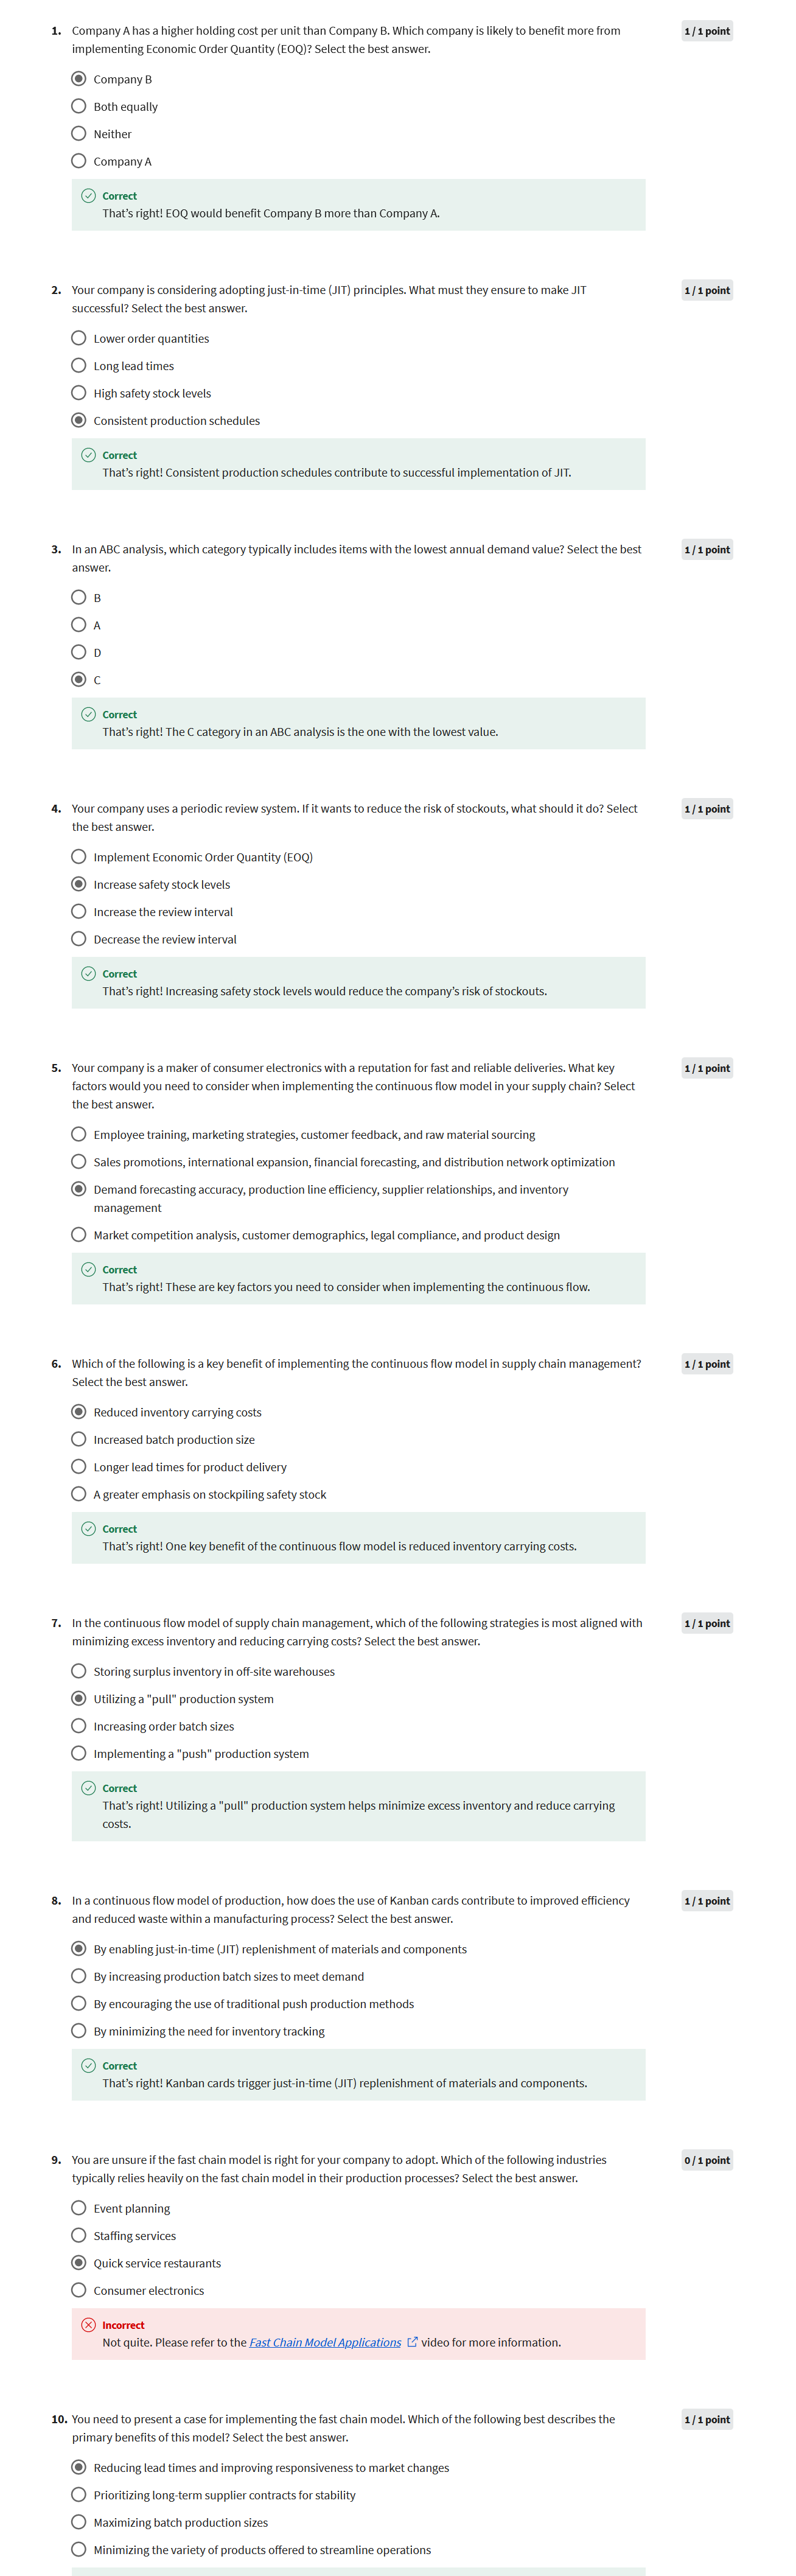 1. Company A has a higher holding cost per unit than Company B. Which company is likely to benefit more from
implementing Economic Order Quantity (EOQ)? Select the best answer.
1 / 1 point
Company B
Both equally
Neither
Company A
Correct
That's right! EOQ would benefit Company B more than Company A.
2. Your company is considering adopting just-in-time (JIT) principles. What must they ensure to make JIT
successful? Select the best answer.
1 / 1 point
Lower order quantities
Long lead times
High safety stock levels
Consistent production schedules
Correct
That's right! Consistent production schedules contribute to successful implementation of JIT.
3. In an ABC analysis, which category typically includes items with the lowest annual demand value? Select the best
answer.
1 / 1 point
B
A
D
C
Correct
That's right! The C category in an ABC analysis is the one with the lowest value.
4. Your company uses a periodic review system. If it wants to reduce the risk of stockouts, what should it do? Select
the best answer.
1 / 1 point
Implement Economic Order Quantity (EOQ)
Increase safety stock levels
Increase the review interval
Decrease the review interval
Correct
That's right! Increasing safety stock levels would reduce the company's risk of stockouts.
5. Your company is a maker of consumer electronics with a reputation for fast and reliable deliveries. What key
factors would you need to consider when implementing the continuous flow model in your supply chain? Select
the best answer.
1 / 1 point
Employee training, marketing strategies, customer feedback, and raw material sourcing
Sales promotions, international expansion, financial forecasting, and distribution network optimization
Demand forecasting accuracy, production line efficiency, supplier relationships, and inventory
management
Market competition analysis, customer demographics, legal compliance, and product design
Correct
That's right! These are key factors you need to consider when implementing the continuous flow.
6. Which of the following is a key benefit of implementing the continuous flow model in supply chain management?
Select the best answer.
1 / 1 point
Reduced inventory carrying costs
Increased batch production size
Longer lead times for product delivery
A greater emphasis on stockpiling safety stock
Correct
That's right! One key benefit of the continuous flow model is reduced inventory carrying costs.
7. In the continuous flow model of supply chain management, which of the following strategies is most aligned with
minimizing excess inventory and reducing carrying costs? Select the best answer.
1 / 1 point
Storing surplus inventory in off-site warehouses
Utilizing a "pull" production system
Increasing order batch sizes
Implementing a "push" production system
Correct
That's right! Utilizing a "pull" production system helps minimize excess inventory and reduce carrying
costs.
8. In a continuous flow model of production, how does the use of Kanban cards contribute to improved efficiency
and reduced waste within a manufacturing process? Select the best answer.
1 / 1 point
By enabling just-in-time (JIT) replenishment of materials and components
By increasing production batch sizes to meet demand
By encouraging the use of traditional push production methods
By minimizing the need for inventory tracking
Correct
That's right! Kanban cards trigger just-in-time (JIT) replenishment of materials and components.
9. You are unsure if the fast chain model is right for your company to adopt. Which of the following industries
typically relies heavily on the fast chain model in their production processes? Select the best answer.
0 / 1 point
Event planning
Staffing services
Quick service restaurants
Consumer electronics
Incorrect
Not quite. Please refer to the Fast Chain Model Applications video for more information.
10. You need to present a case for implementing the fast chain model. Which of the following best describes the
primary benefits of this model? Select the best answer.
1 / 1 point
Reducing lead times and improving responsiveness to market changes
Prioritizing long-term supplier contracts for stability
Maximizing batch production sizes
Minimizing the variety of products offered to streamline operations